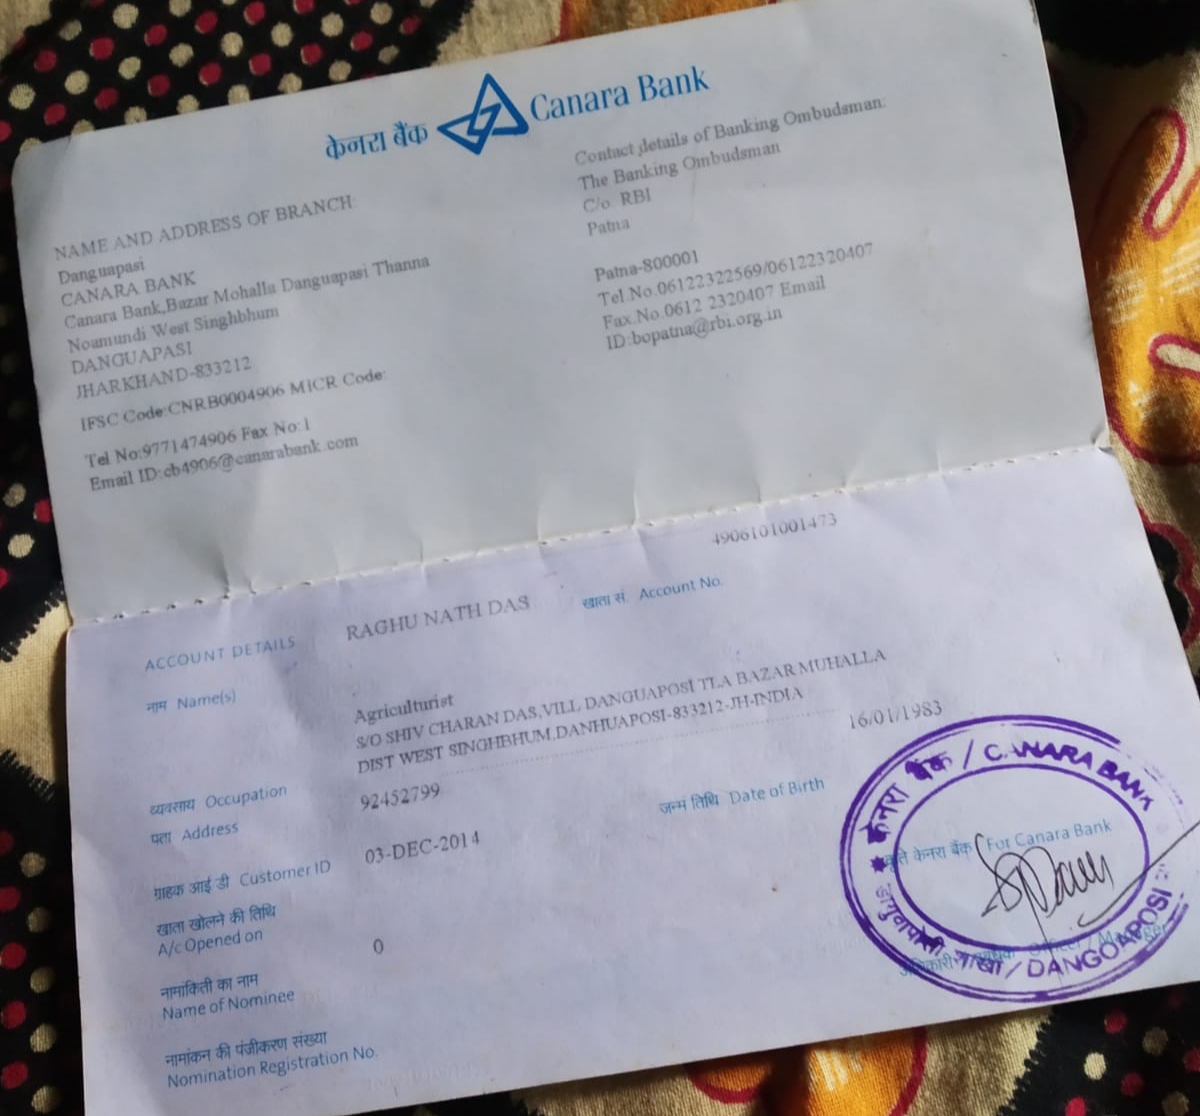 केनरा बैंक Canara Bank
NAME AND ADDRESS OF BRANCH:
Danguapasi
CANARA BANK
Canara Bank,Bazar Mohalla Danguapasi Thanna
Noamundi West Singhbhum
DANGUAPASI
JHARKHAND-833212
IFSC Code:CNRB0004906 MICR Code:
Tel No:9771474906 Fax No:1
Email ID:cb4906@canarabank.com
Contact details of Banking Ombudsman:
The Banking Ombudsman
C/o RBI
Patna
Patna-800001
Tel.No.06122322569/06122320407
Fax.No.0612 2320407 Email
ID:bopatna@rbi.org.in
4906101001473
ACCOUNT DETAILS
RAGHU NATH DAS
खाता सं. Account No.
नाम Name(s)
Agriculturist
S/O SHIV CHARAN DAS,VILL DANGUAPOSI TLA BAZAR MUHALLA
DIST WEST SINGHBHUM.DANHUAPOSI-833212-JH-INDIA
16/01/1983
व्यवसाय Occupation
92452799
जन्म तिथि Date of Birth
पता Address
03-DEC-2014
ग्राहक आई डी Customer ID
खाता खोलने की तिथि
A/c Opened on
0
नामांकिती का नाम
Name of Nominee
नामांकन की पंजीकरण संख्या
Nomination Registration No.
केनरा बैंक / CANARA BANK
कृते केनरा बैंक For Canara Bank
Officer / Manager
शाखा / DANGOAPOSI